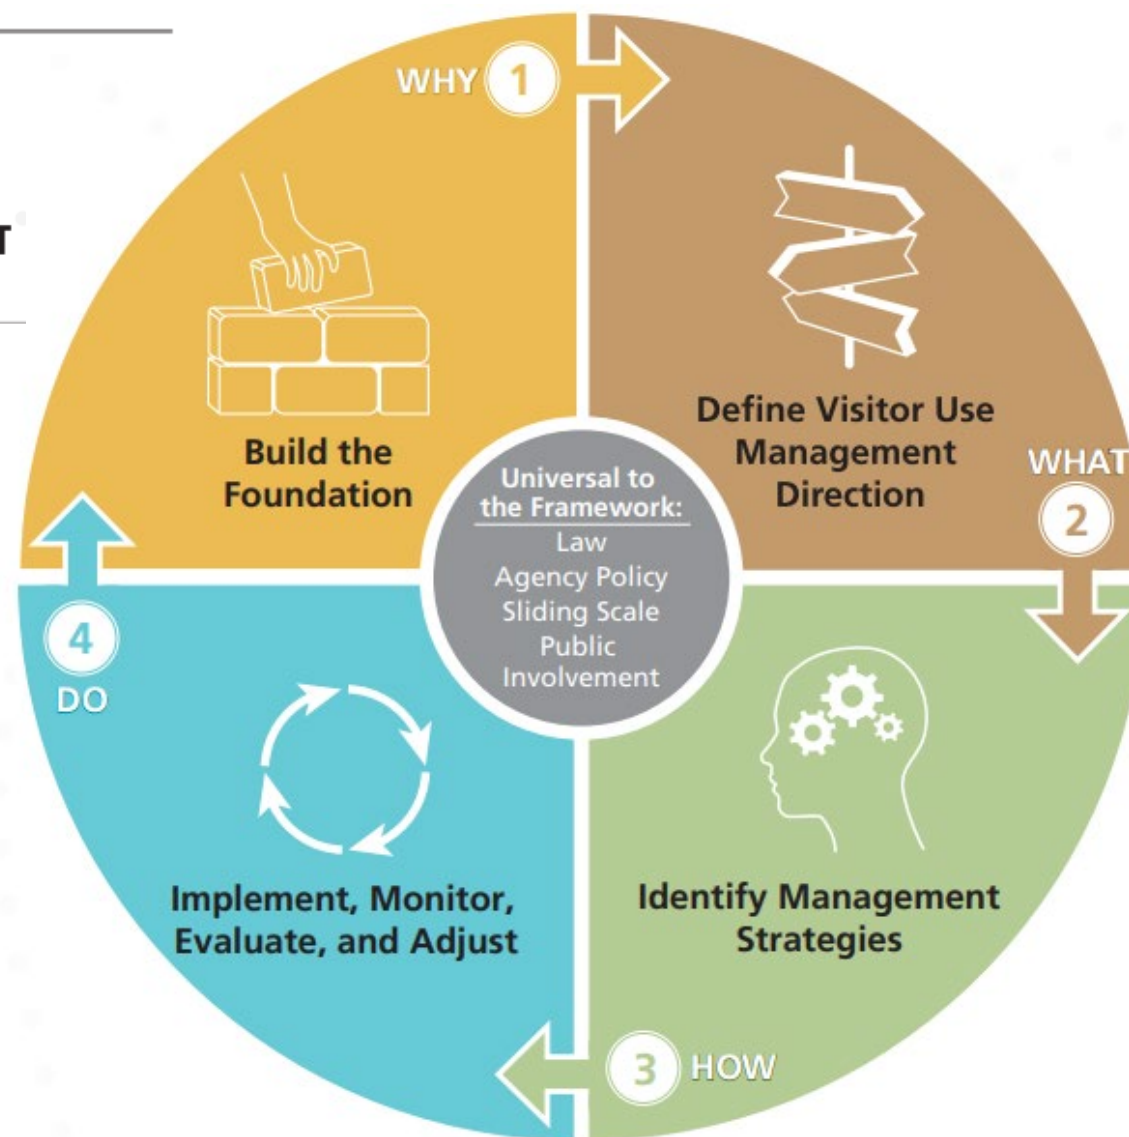 WHY 1
T
Build the
Foundation
Define Visitor Use
Management
Direction
WHAT
2
Universal to
the Framework:
Law
Agency Policy
Sliding Scale
Public
Involvement
Identify Management
Strategies
3 HOW
Implement, Monitor,
Evaluate, and Adjust
4
DO